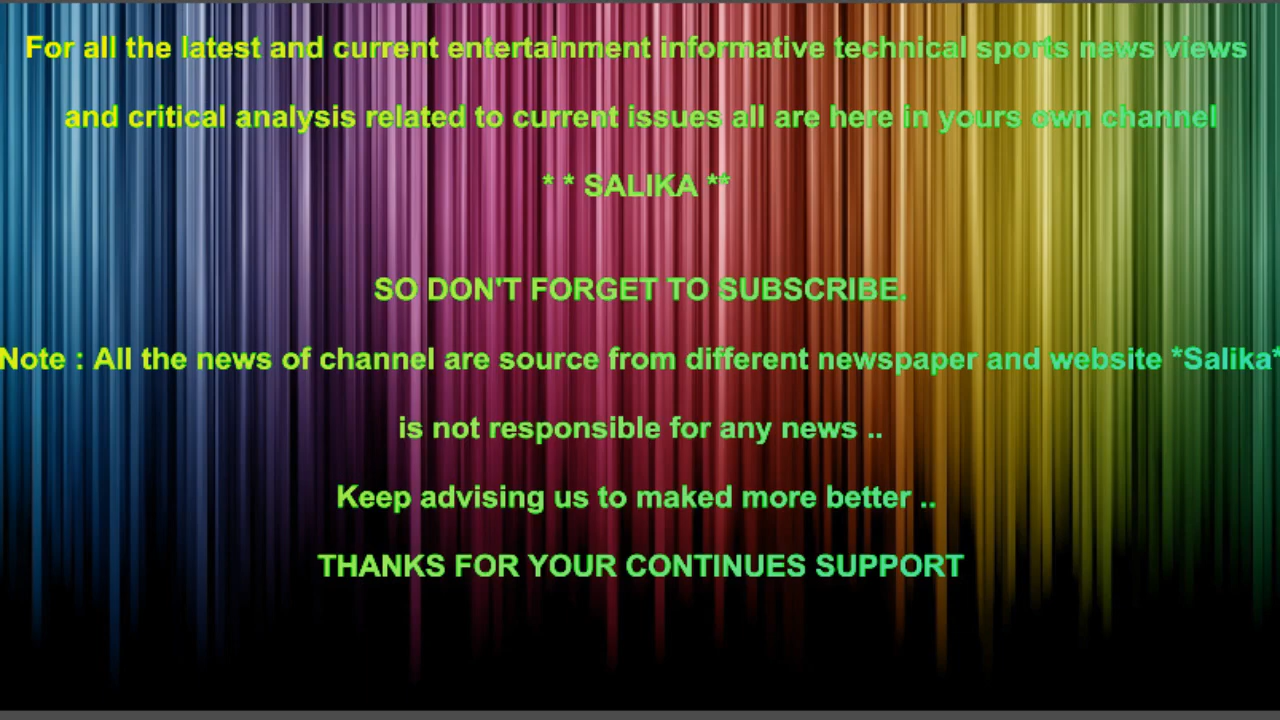 For all the latest and current entertainment informative technical sports news views
and critical analysis related to current issues all are here in yours own channel
* * SALIKA **
SO DON'T FORGET TO SUBSCRIBE.
Note : All the news of channel are source from different newspaper and website *Salika*
is not responsible for any news ..
Keep advising us to maked more better ..
THANKS FOR YOUR CONTINUES SUPPORT